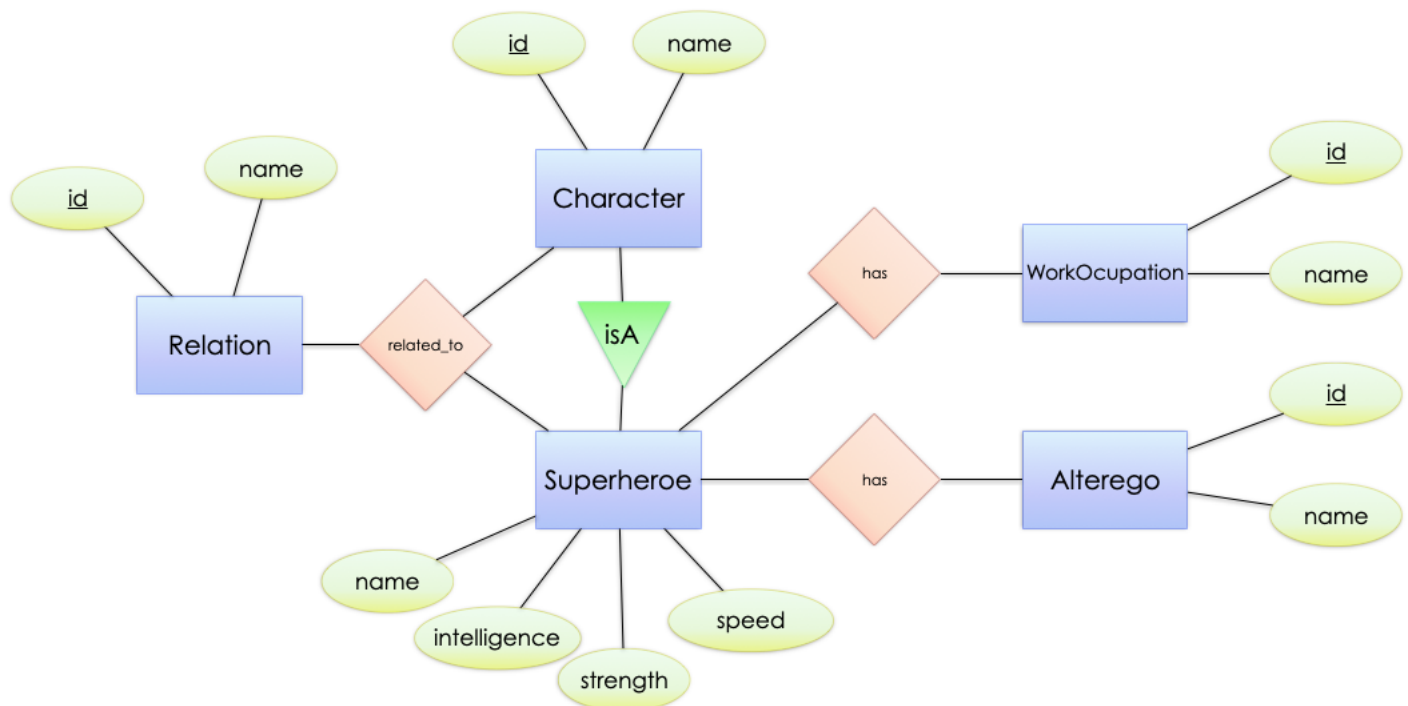 id
name
id
name
Character
id
name
has
WorkOcupation
name
Relation
related_to
isA
id
Superheroe
has
Alterego
name
name
speed
intelligence
strength